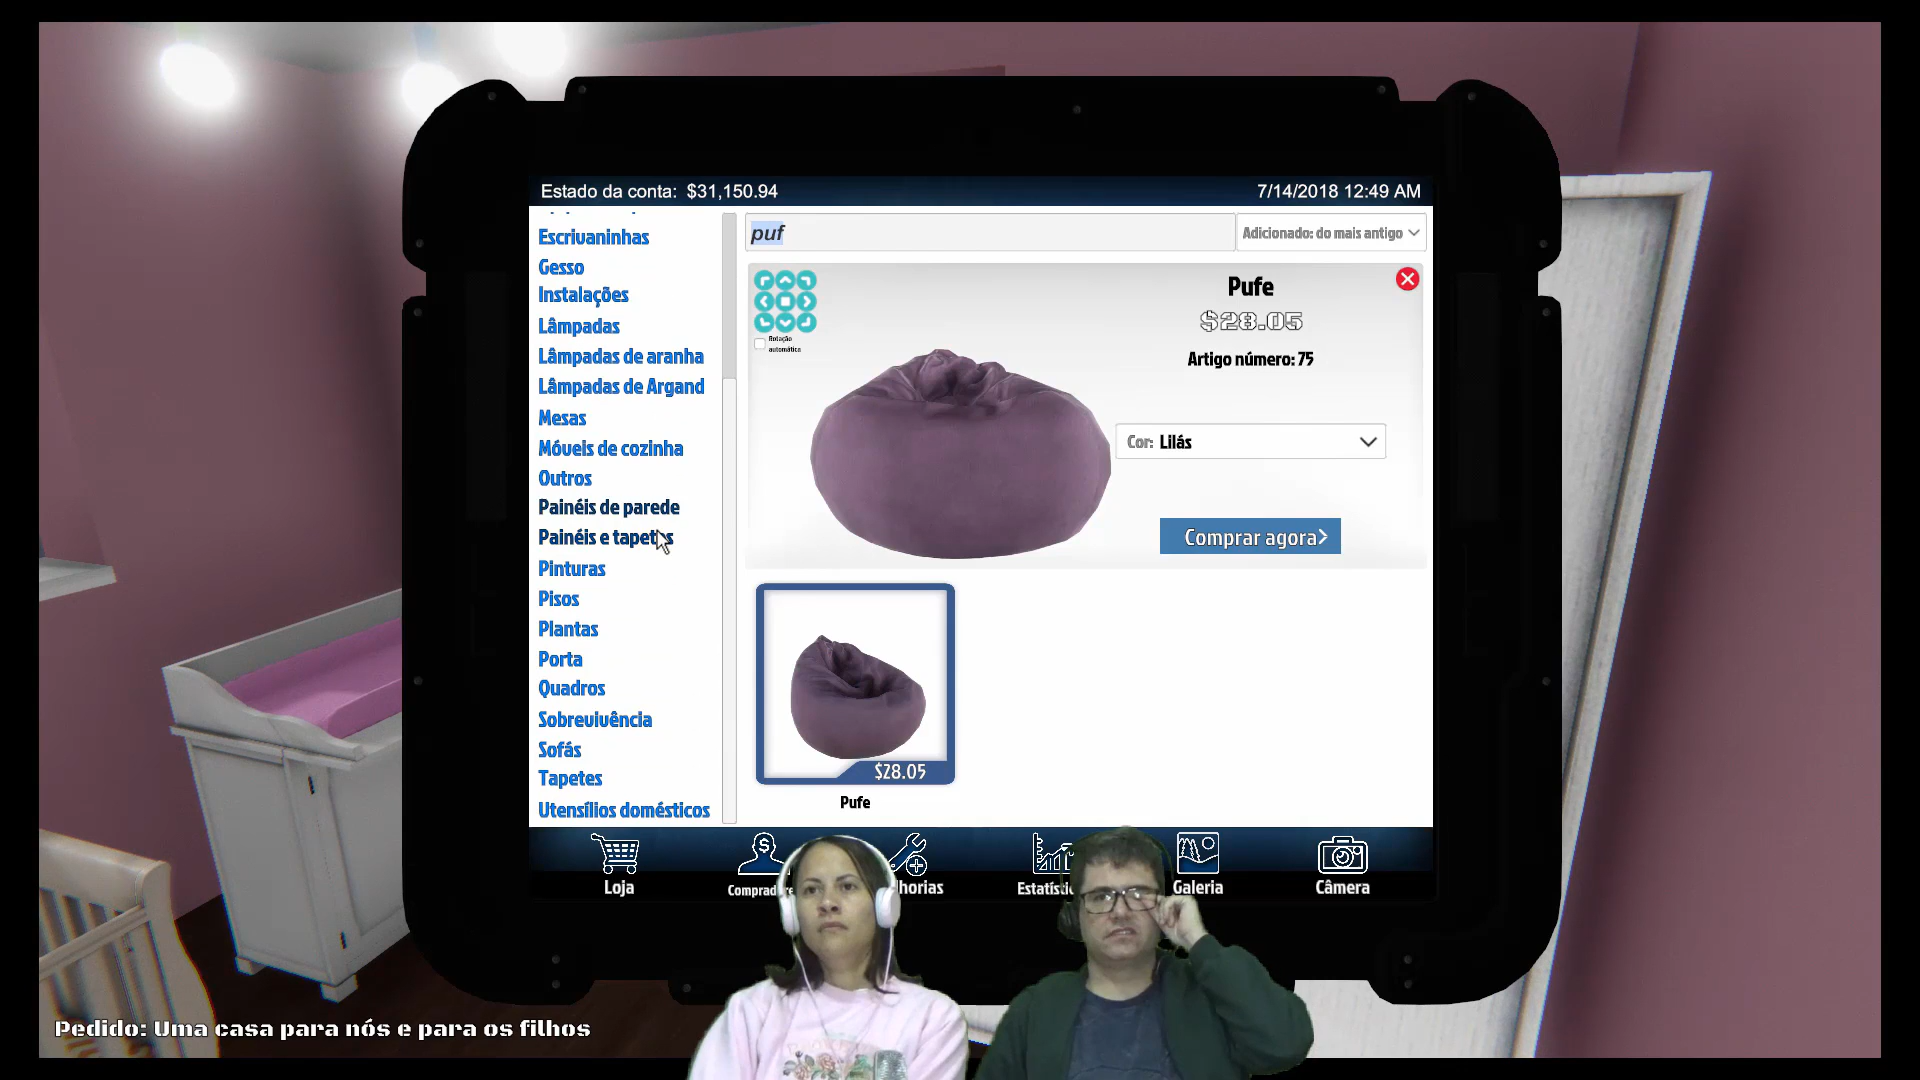 Estado da conta: $31,150.94
7/14/2018 12:49 AM
Escrivaninhas
Gesso
Instalações
Lâmpadas
Lâmpadas de aranha
Lâmpadas de Argand
Mesas
Móveis de cozinha
Outros
Painéis de parede
Painéis e tapetes
Pinturas
Pisos
Plantas
Porta
Quadros
Sobrevivência
Sofás
Tapetes
Utensílios domésticos
puf
Adicionado: do mais antigo
Rotação
automática
Pufe
$28.05
Artigo número: 75
Cor: Lilás
Comprar agora
$28.05
Pufe
Loja
Galeria
Câmera
Pedido: Uma casa para nós e para os filhos